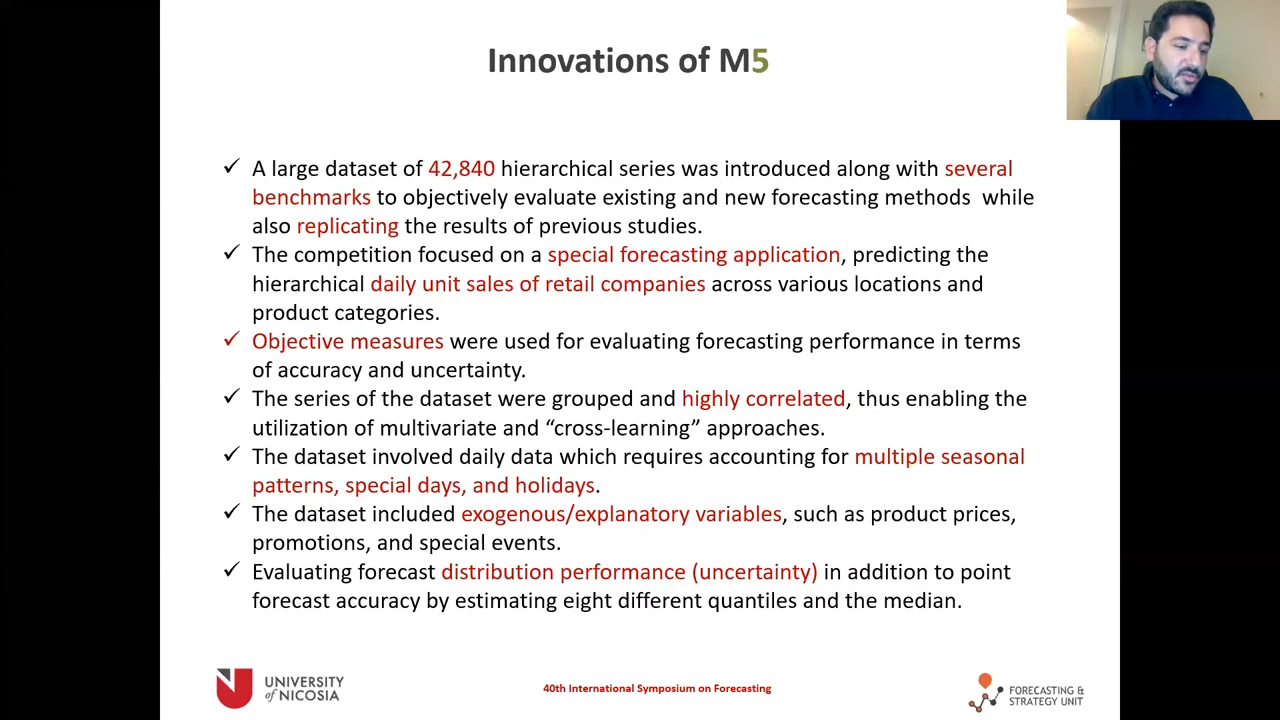 Innovations of M5
✓ A large dataset of 42,840 hierarchical series was introduced along with several
benchmarks to objectively evaluate existing and new forecasting methods while
also replicating the results of previous studies.
✓ The competition focused on a special forecasting application, predicting the
hierarchical daily unit sales of retail companies across various locations and
product categories.
✓ Objective measures were used for evaluating forecasting performance in terms
of accuracy and uncertainty.
✓ The series of the dataset were grouped and highly correlated, thus enabling the
utilization of multivariate and “cross-learning” approaches.
✓ The dataset involved daily data which requires accounting for multiple seasonal
patterns, special days, and holidays.
✓ The dataset included exogenous/explanatory variables, such as product prices,
promotions, and special events.
✓ Evaluating forecast distribution performance (uncertainty) in addition to point
forecast accuracy by estimating eight different quantiles and the median.
UNIVERSITY
of NICOSIA
40th International Symposium on Forecasting
FORECASTING &
STRATEGY UNIT